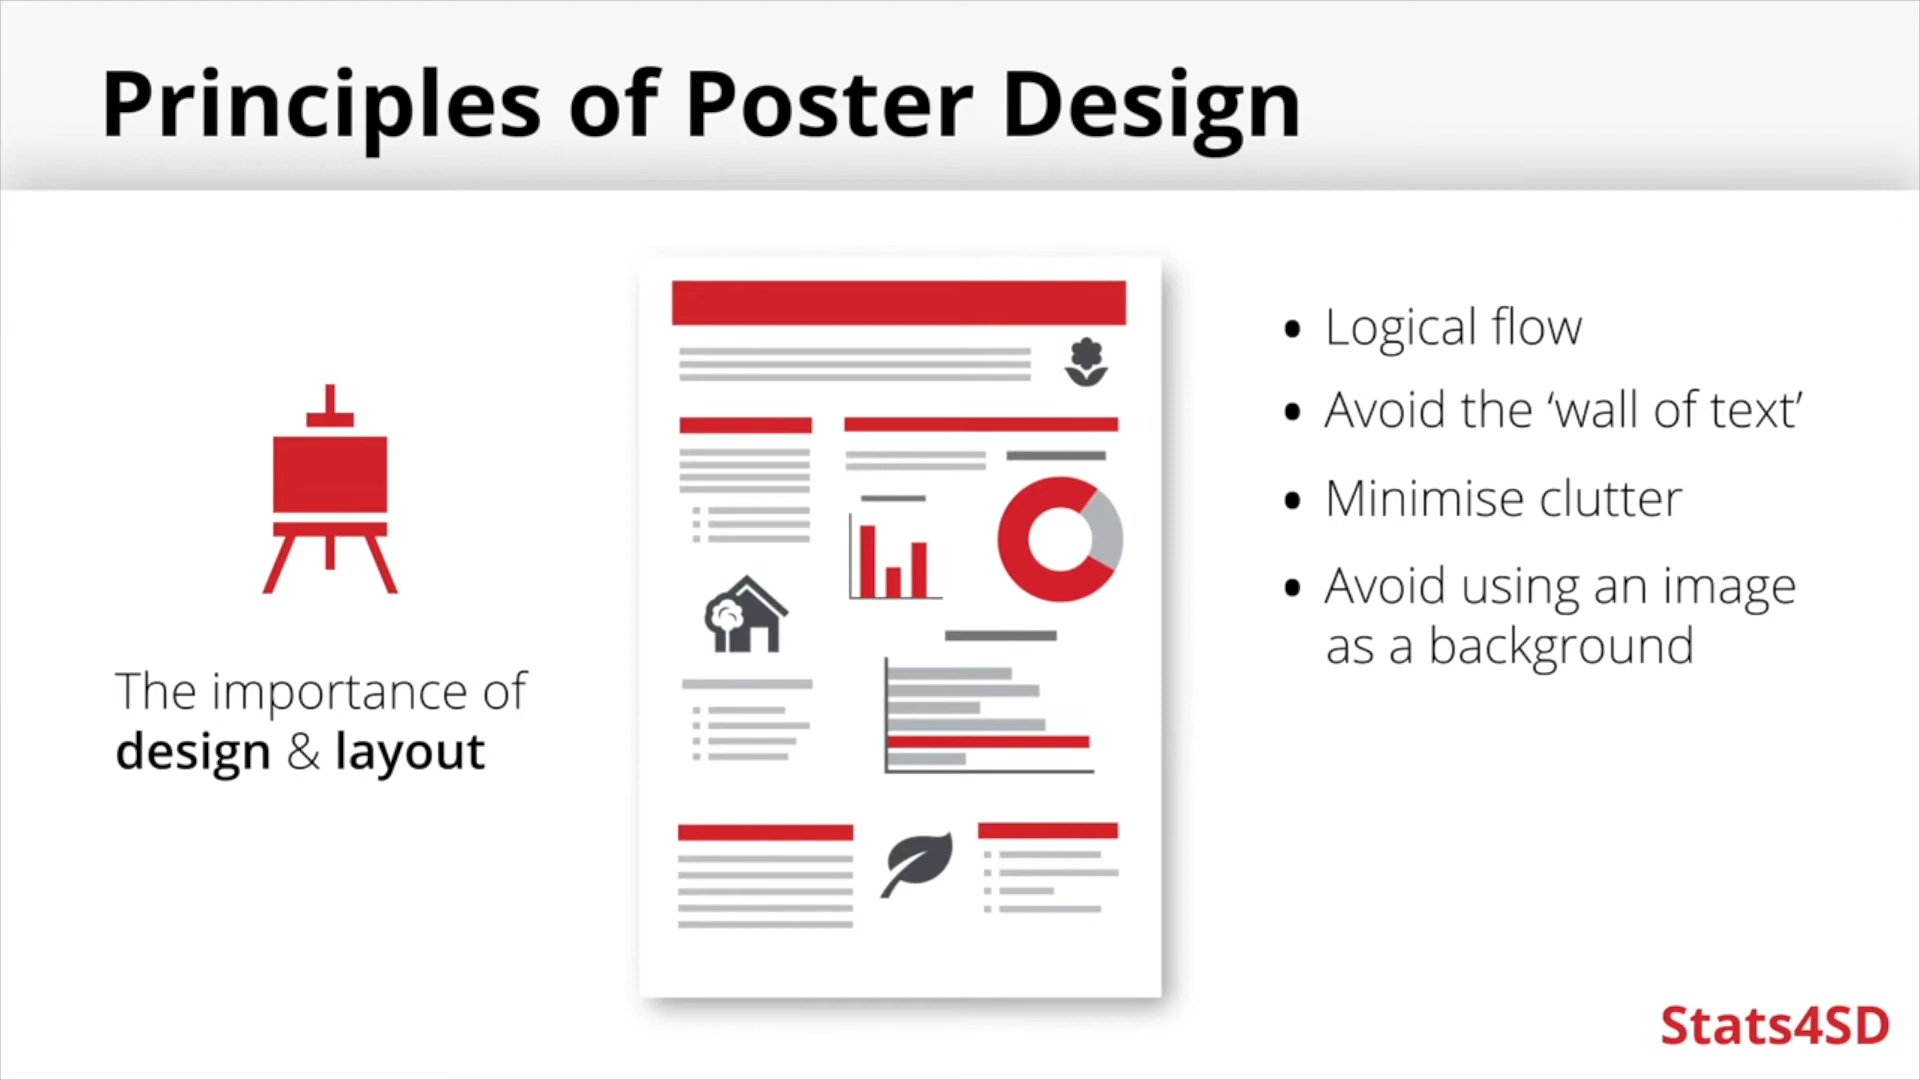 Principles of Poster Design
The importance of
design & layout
• Logical flow
• Avoid the ‘wall of text’
• Minimise clutter
• Avoid using an image
as a background
Stats4SD